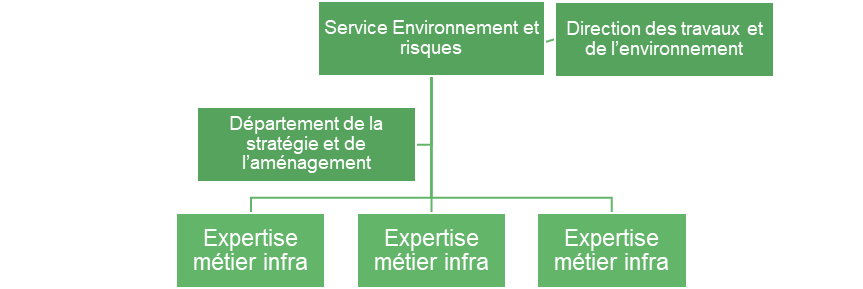 Service Environnement et
risques
Direction des travaux et
de l’environnement
Département de la
stratégie et de
l’aménagement
Expertise
métier infra
Expertise
métier infra
Expertise
métier infra